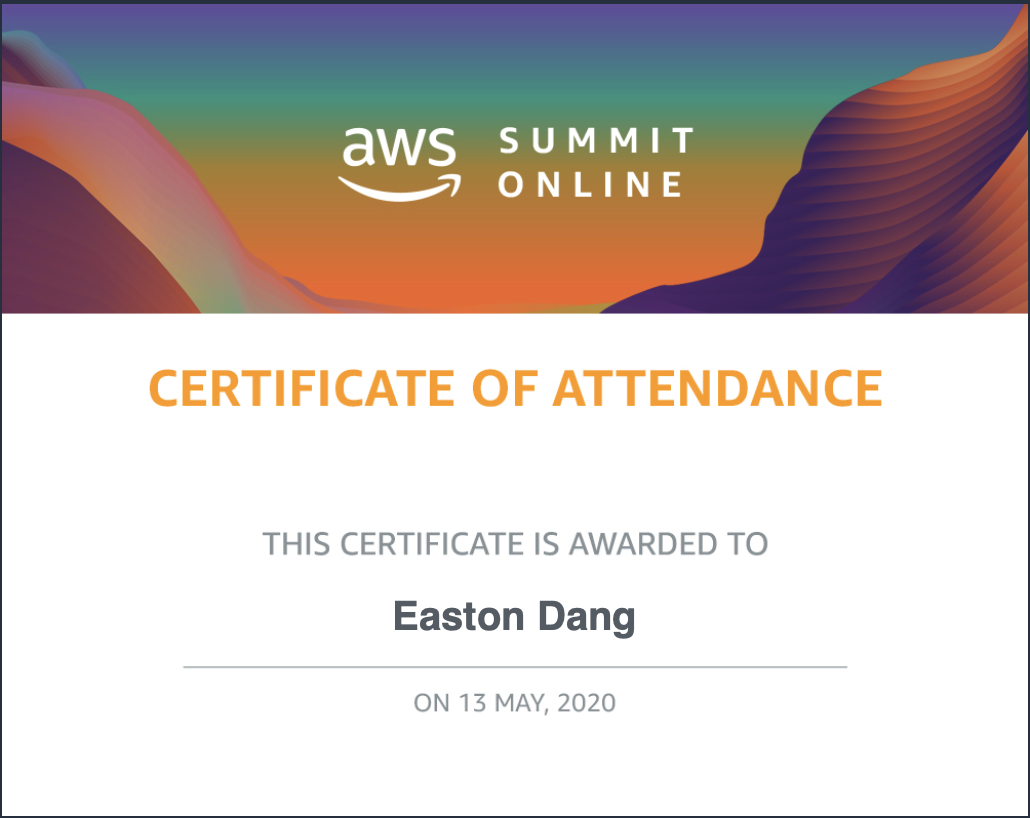 aws SUMMIT
ONLINE
CERTIFICATE OF ATTENDANCE
THIS CERTIFICATE IS AWARDED TO
Easton Dang
ON 13 MAY, 2020